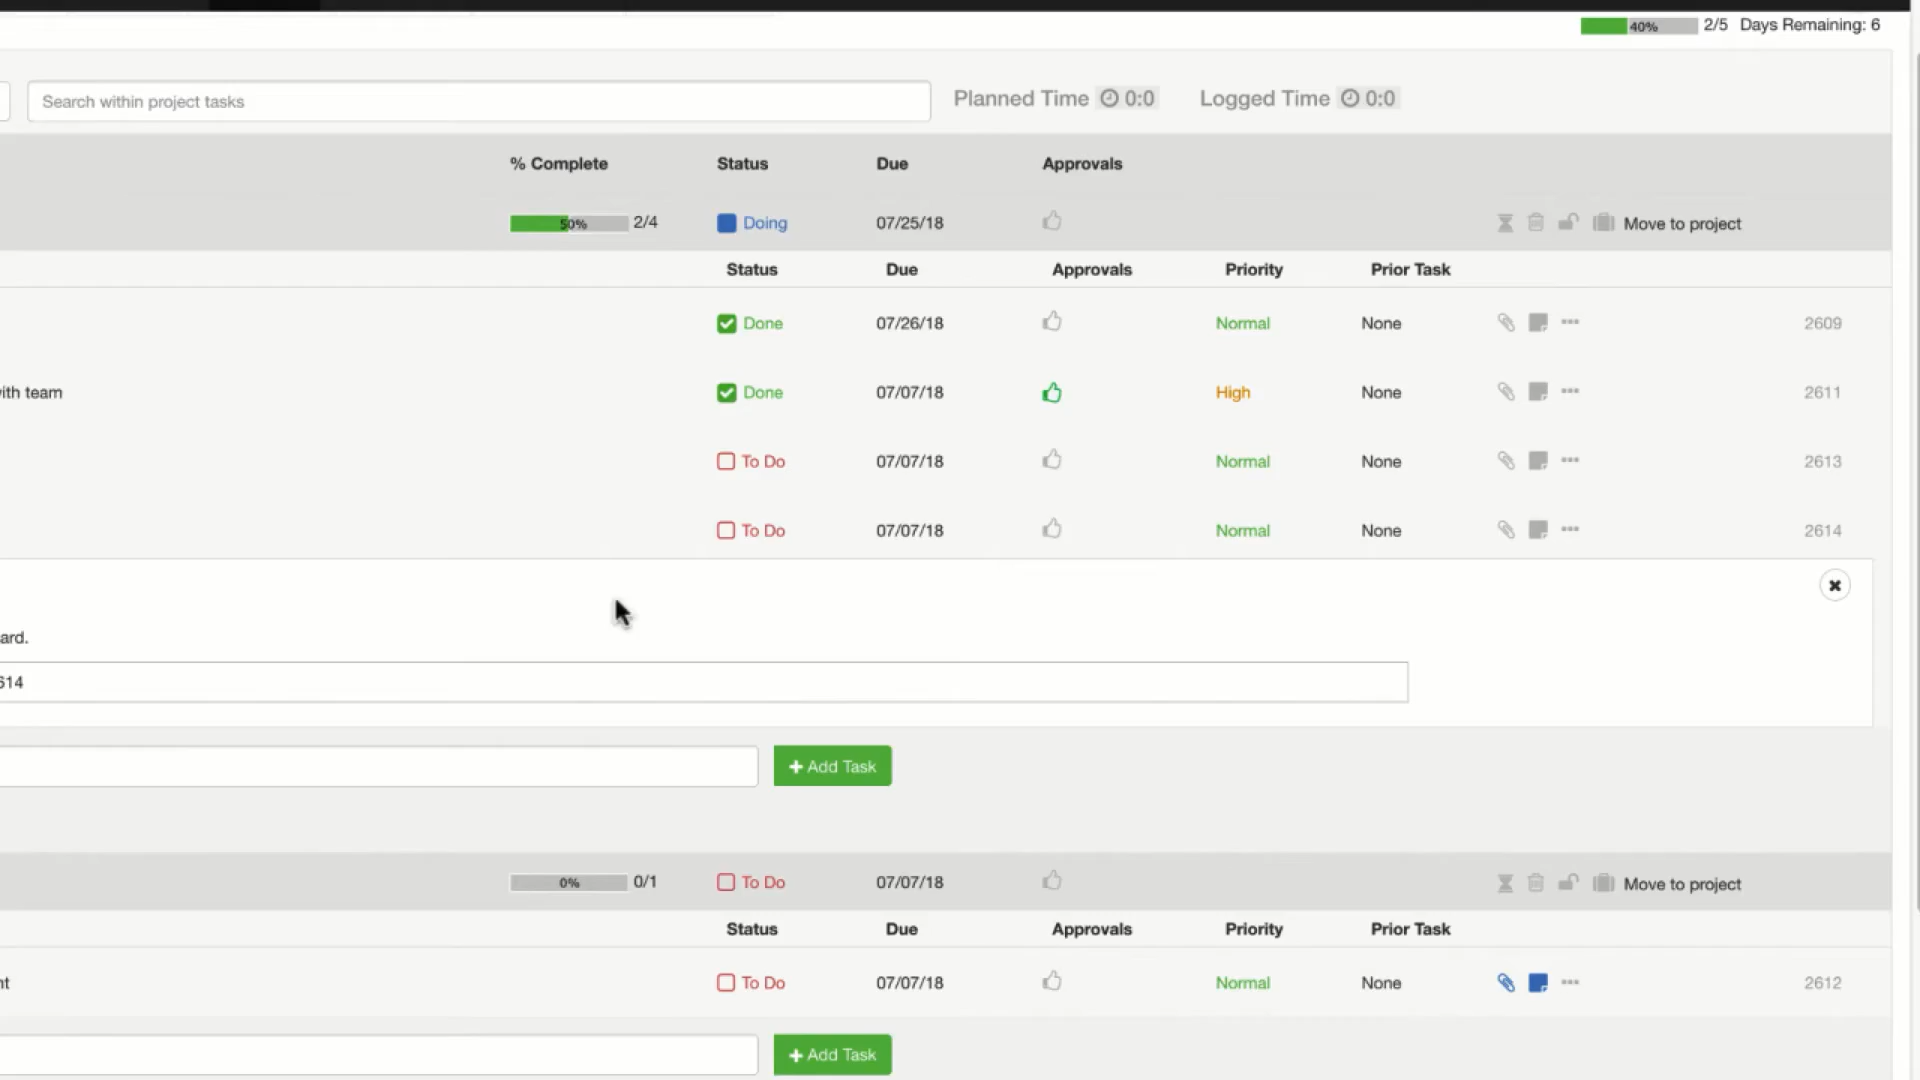 40% 2/5 Days Remaining: 6
Search within project tasks Planned Time 0:0 Logged Time 0:0
% Complete Status Due Approvals
50% 2/4 Doing 07/25/18 Move to project
Status Due Approvals Priority Prior Task
Done 07/26/18 Normal None 2609
with team Done 07/07/18 High None 2611
To Do 07/07/18 Normal None 2613
To Do 07/07/18 Normal None 2614
ard.
614
+ Add Task
0% 0/1 To Do 07/07/18 Move to project
Status Due Approvals Priority Prior Task
nt To Do 07/07/18 Normal None 2612
+ Add Task